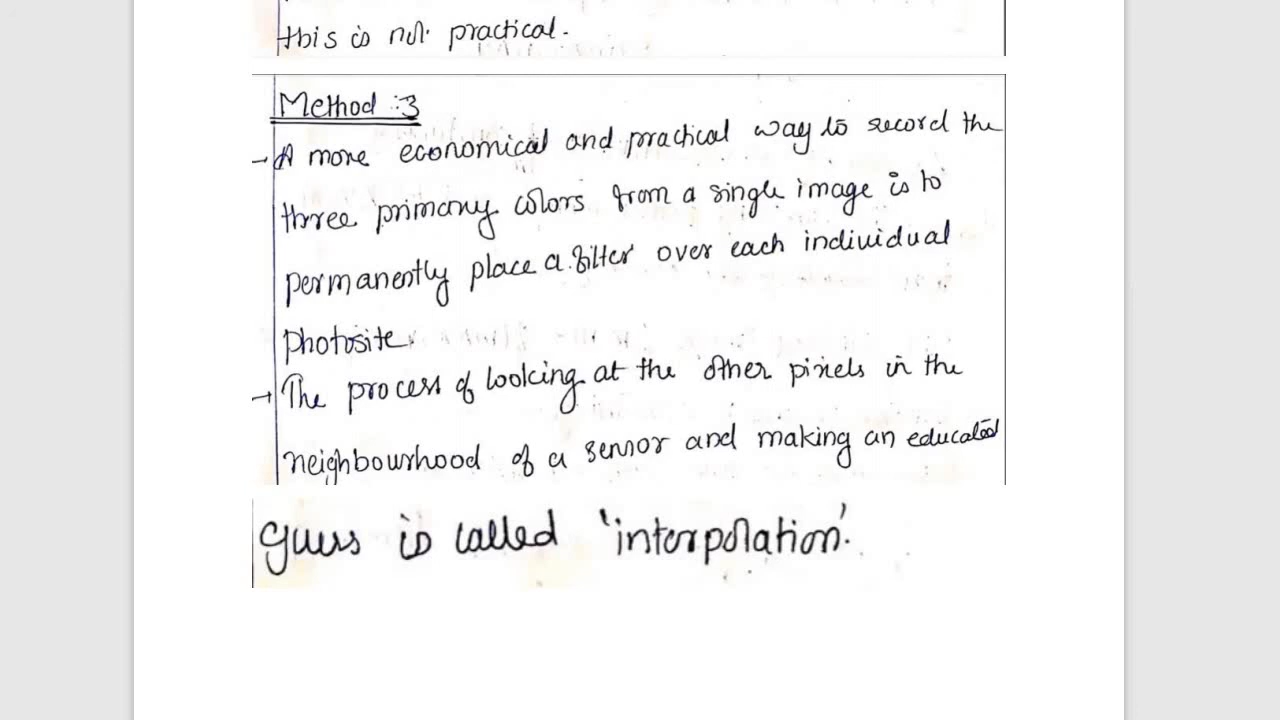 this is not practical.
Method :3
→ A more economical and practical way to record the
three primary colors from a single image is to
permanently place a filter over each individual
photosite.
→ The process of looking at the other pixels in the
neighbourhood of a sensor and making an educated
guess is called 'interpolation'.